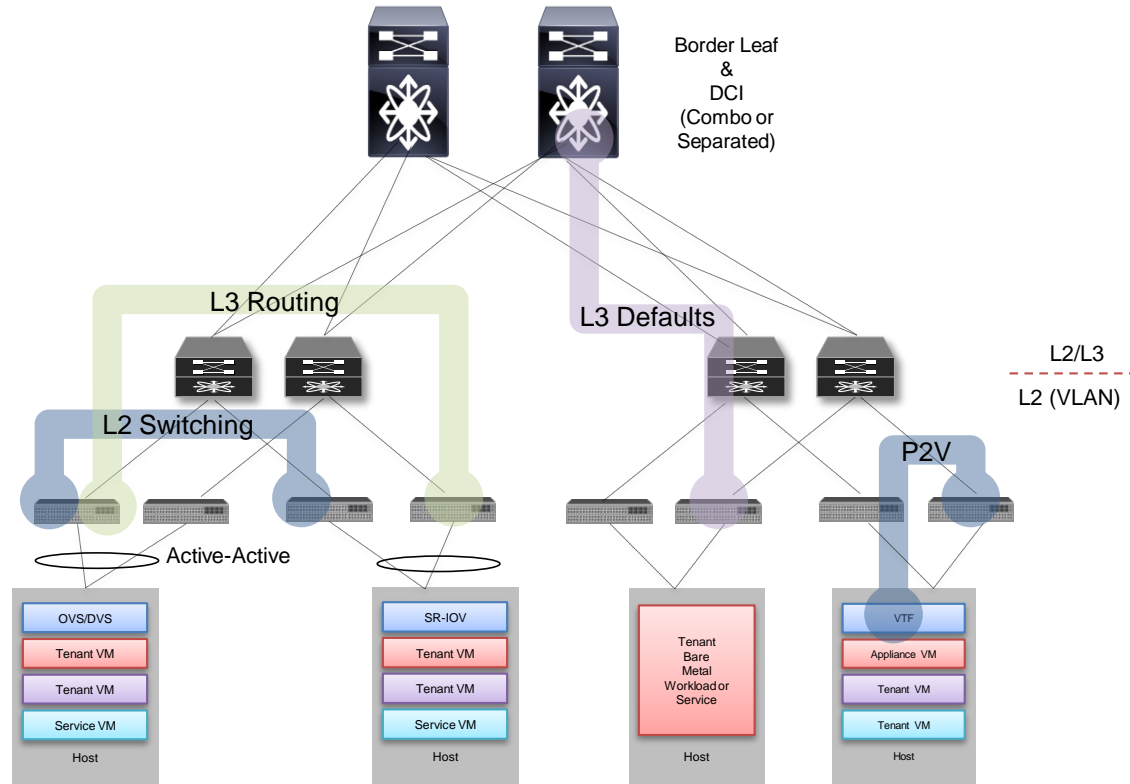 Border Leaf
&
DCI
(Combo or
Separated)
L3 Routing
L3 Defaults
L2/L3
L2 (VLAN)
L2 Switching
P2V
Active-Active
OVS/DVS
Tenant VM
Tenant VM
Service VM
Host
SR-IOV
Tenant VM
Tenant VM
Service VM
Host
Tenant
Bare
Metal
Workload or
Service
Host
VTF
Appliance VM
Tenant VM
Tenant VM
Host